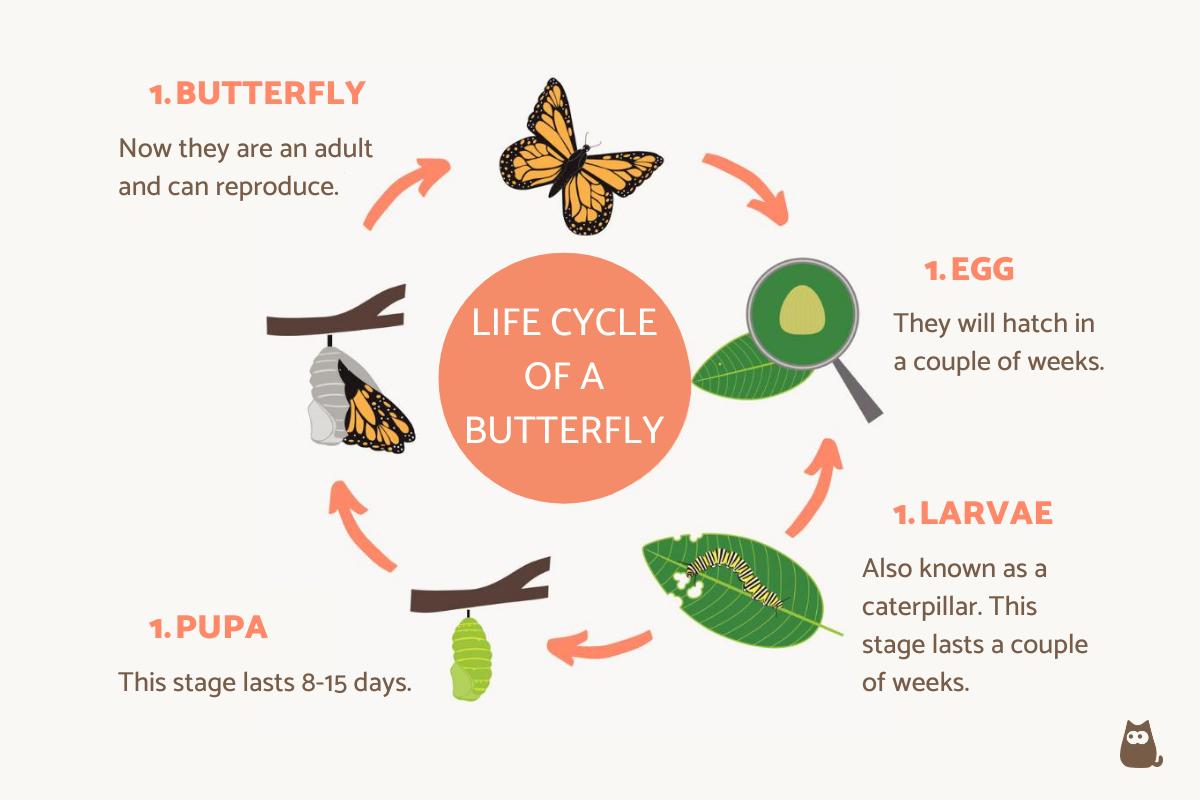 1. BUTTERFLY
Now they are an adult
and can reproduce.
LIFE CYCLE
OF A
BUTTERFLY
1. EGG
They will hatch in
a couple of weeks.
1. LARVAE
Also known as a
caterpillar. This
stage lasts a couple
of weeks.
1. PUPA
This stage lasts 8-15 days.